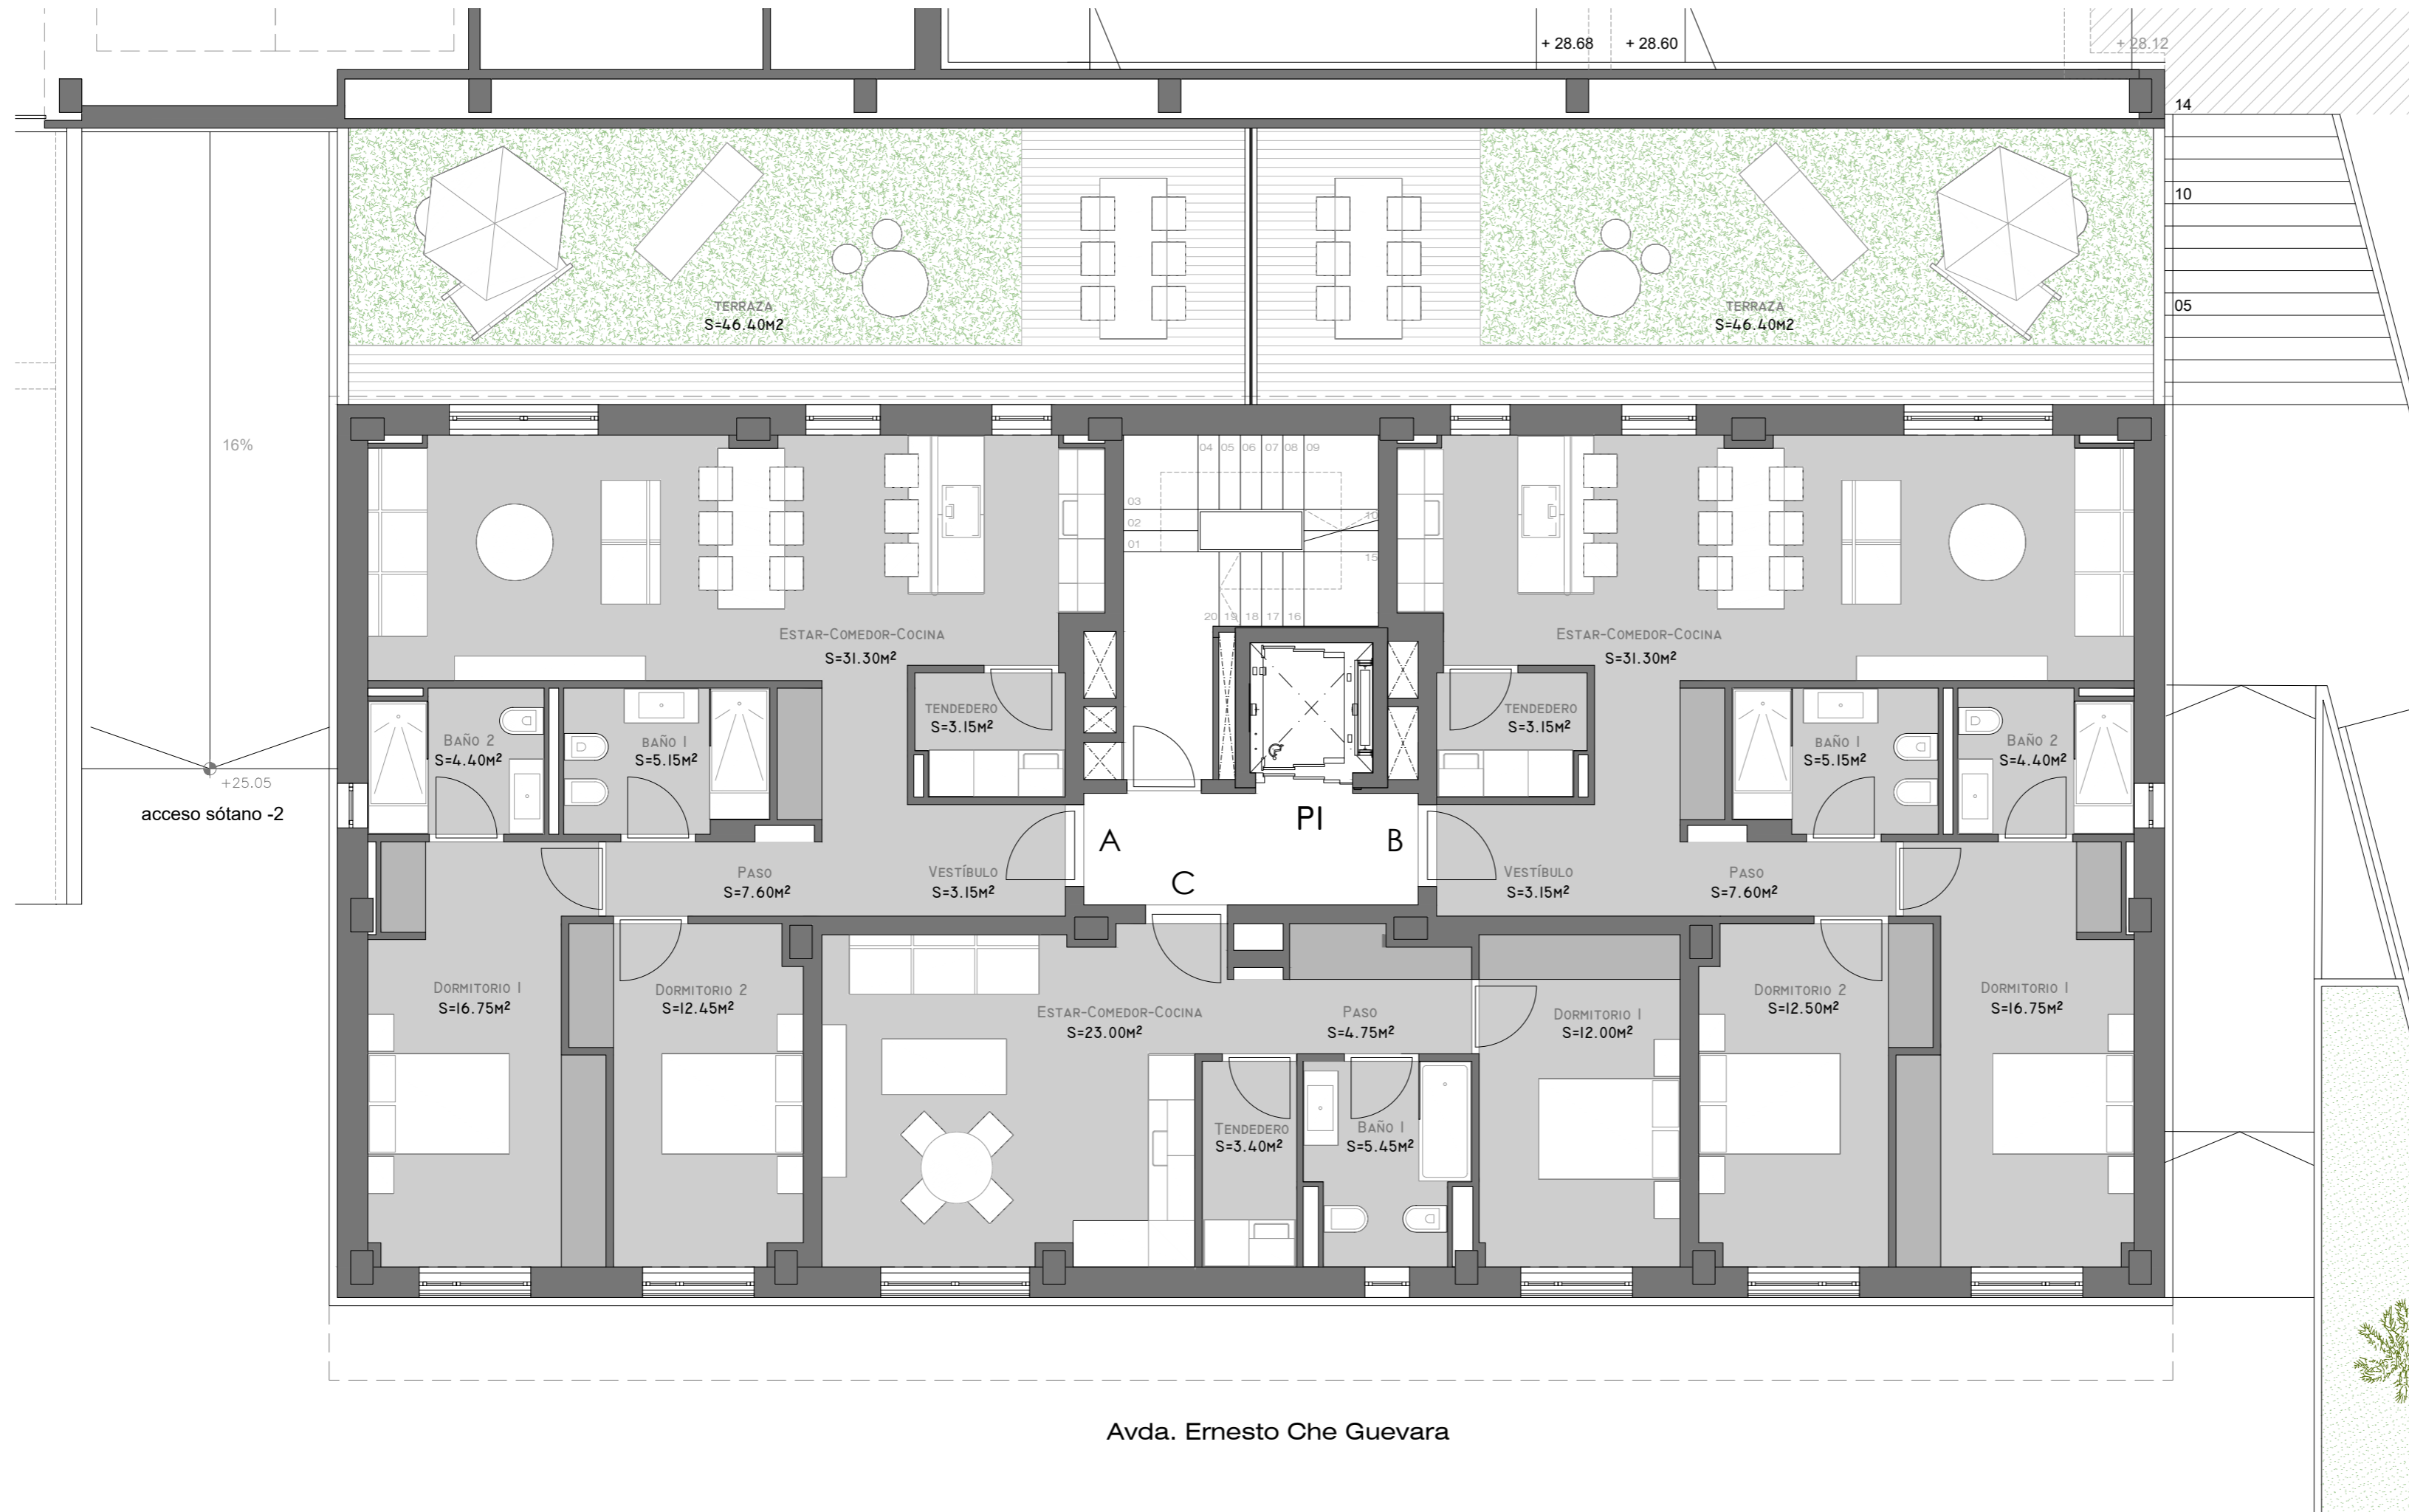 + 28.68
+ 28.60
+ 28.12
14
10
05
TERRAZA
S=46.40M2
TERRAZA
S=46.40M2
16%
04 05 06 07 08 09
03
02
01
10
15
20 19 18 17 16
ESTAR-COMEDOR-COCINA
S=31.30M²
ESTAR-COMEDOR-COCINA
S=31.30M²
TENDEDERO
S=3.15M²
TENDEDERO
S=3.15M²
BAÑO 2
S=4.40M²
BAÑO 1
S=5.15M²
BAÑO 1
S=5.15M²
BAÑO 2
S=4.40M²
+25.05
acceso sótano -2
PI
A
B
C
PASO
S=7.60M²
VESTÍBULO
S=3.15M²
VESTÍBULO
S=3.15M²
PASO
S=7.60M²
DORMITORIO 1
S=16.75M²
DORMITORIO 2
S=12.45M²
ESTAR-COMEDOR-COCINA
S=23.00M²
PASO
S=4.75M²
DORMITORIO 1
S=12.00M²
DORMITORIO 2
S=12.50M²
DORMITORIO 1
S=16.75M²
TENDEDERO
S=3.40M²
BAÑO 1
S=5.45M²
Avda. Ernesto Che Guevara